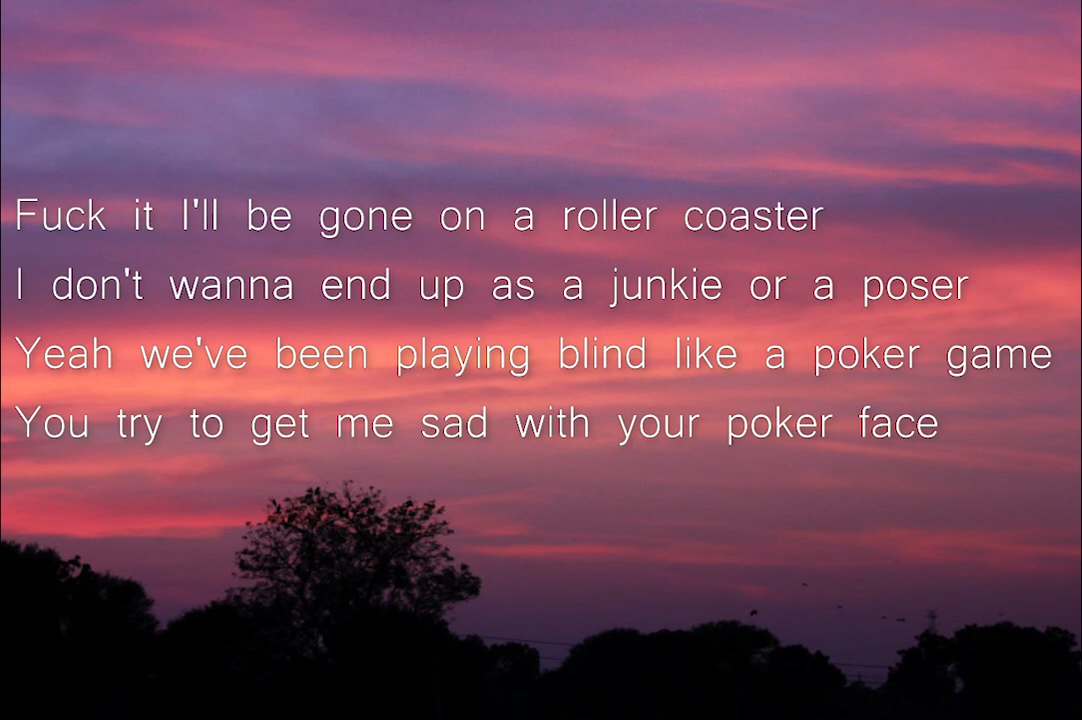 Fuck it I'll be gone on a roller coaster
I don't wanna end up as a junkie or a poser
Yeah we've been playing blind like a poker game
You try to get me sad with your poker face